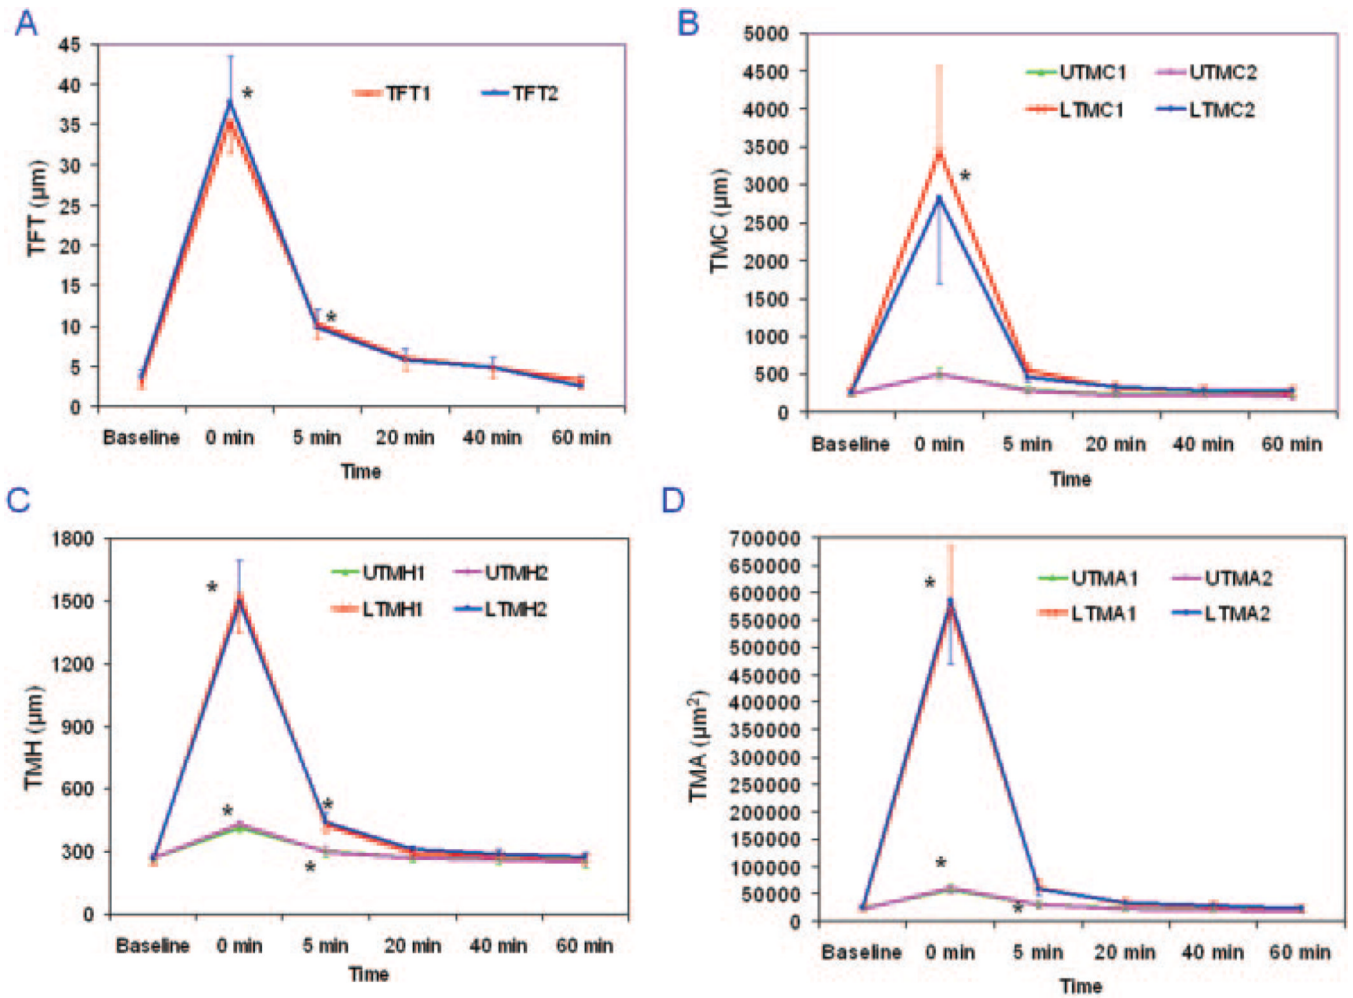 A
TFT (µm)
45
40
35
30
25
20
15
10
5
0
TFT1 TFT2
*
*
Baseline 0 min 5 min 20 min 40 min 60 min
Time
B
TMC (µm)
5000
4500
4000
3500
3000
2500
2000
1500
1000
500
0
UTMC1 UTMC2
LTMC1 LTMC2
*
Baseline 0 min 5 min 20 min 40 min 60 min
Time
C
TMH (µm)
1800
1500
1200
900
600
300
0
UTMH1 UTMH2
LTMH1 LTMH2
*
*
*
*
Baseline 0 min 5 min 20 min 40 min 60 min
Time
D
TMA (µm²)
700000
650000
600000
550000
500000
450000
400000
350000
300000
250000
200000
150000
100000
50000
0
UTMA1 UTMA2
LTMA1 LTMA2
*
*
*
Baseline 0 min 5 min 20 min 40 min 60 min
Time